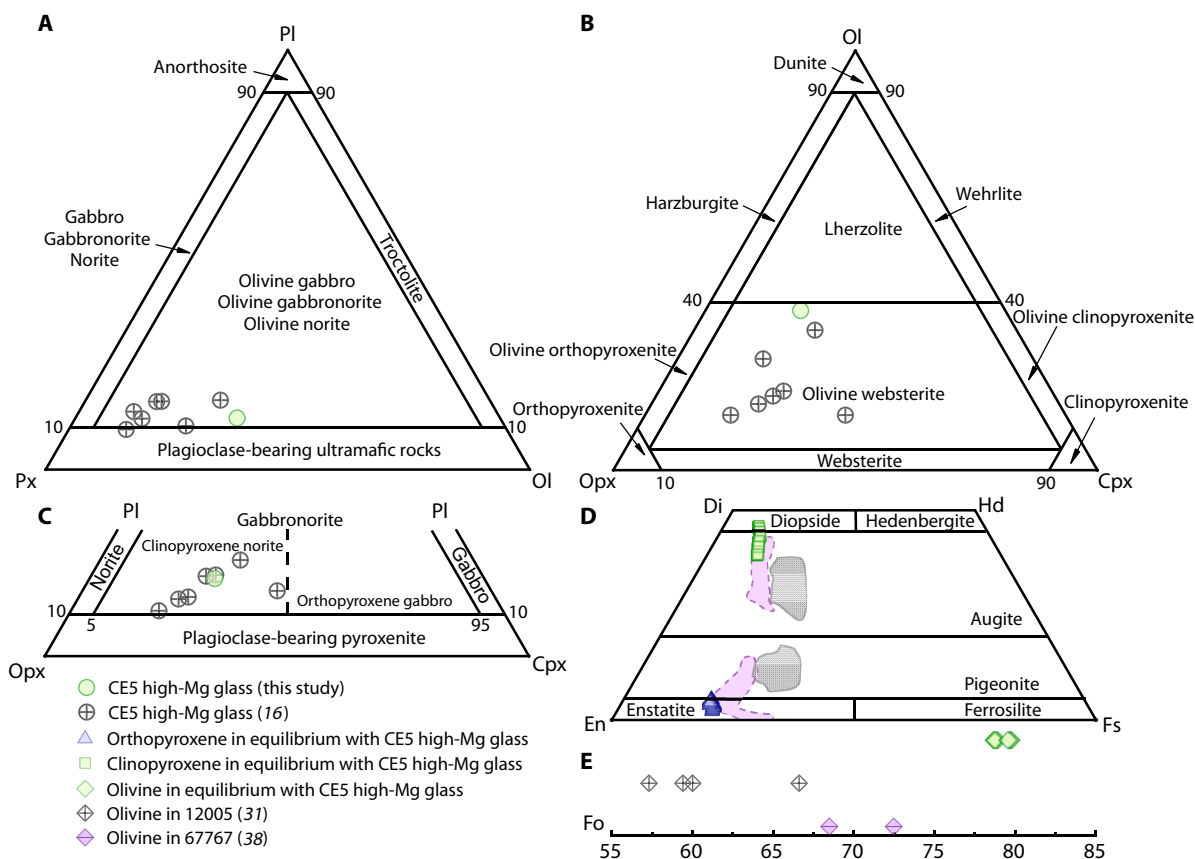 A
Pl
Anorthosite
90
90
Gabbro
Gabbronorite
Norite
Troctolite
Olivine gabbro
Olivine gabbronorite
Olivine norite
10
10
Plagioclase-bearing ultramafic rocks
Px
Ol
B
Ol
Dunite
90
90
Harzburgite
Wehrlite
Lherzolite
40
40
Olivine clinopyroxenite
Olivine orthopyroxenite
Olivine websterite
Orthopyroxenite
Clinopyroxenite
Websterite
Opx
10
90
Cpx
C
Pl
Gabbronorite
Pl
Norite
Clinopyroxene norite
Gabbro
10
5
Orthopyroxene gabbro
95
10
Plagioclase-bearing pyroxenite
Opx
Cpx
CE5 high-Mg glass (this study)
CE5 high-Mg glass (16)
Orthopyroxene in equilibrium with CE5 high-Mg glass
Clinopyroxene in equilibrium with CE5 high-Mg glass
Olivine in equilibrium with CE5 high-Mg glass
Olivine in 12005 (31)
Olivine in 67767 (38)
D
Di
Hd
Diopside
Hedenbergite
Augite
Pigeonite
Enstatite
Ferrosilite
En
Fs
E
Fo
55
60
65
70
75
80
85